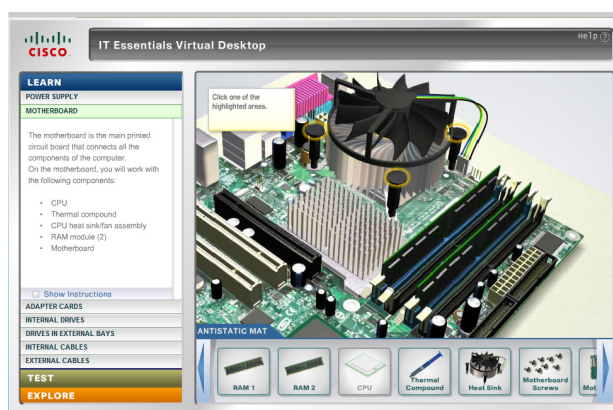 CISCO
IT Essentials Virtual Desktop
Help ?
LEARN
POWER SUPPLY
MOTHERBOARD
The motherboard is the main printed
circuit board that connects all the
components of the computer.
On the motherboard, you will work with
the following components:
• CPU
• Thermal compound
• CPU heat sink/fan assembly
• RAM module (2)
• Motherboard
Show Instructions
ADAPTER CARDS
INTERNAL DRIVES
DRIVES IN EXTERNAL BAYS
INTERNAL CABLES
EXTERNAL CABLES
TEST
EXPLORE
Click one of the
highlighted areas.
ANTISTATIC MAT
RAM 1
RAM 2
CPU
Thermal
Compound
Heat Sink
Motherboard
Screws
Mot